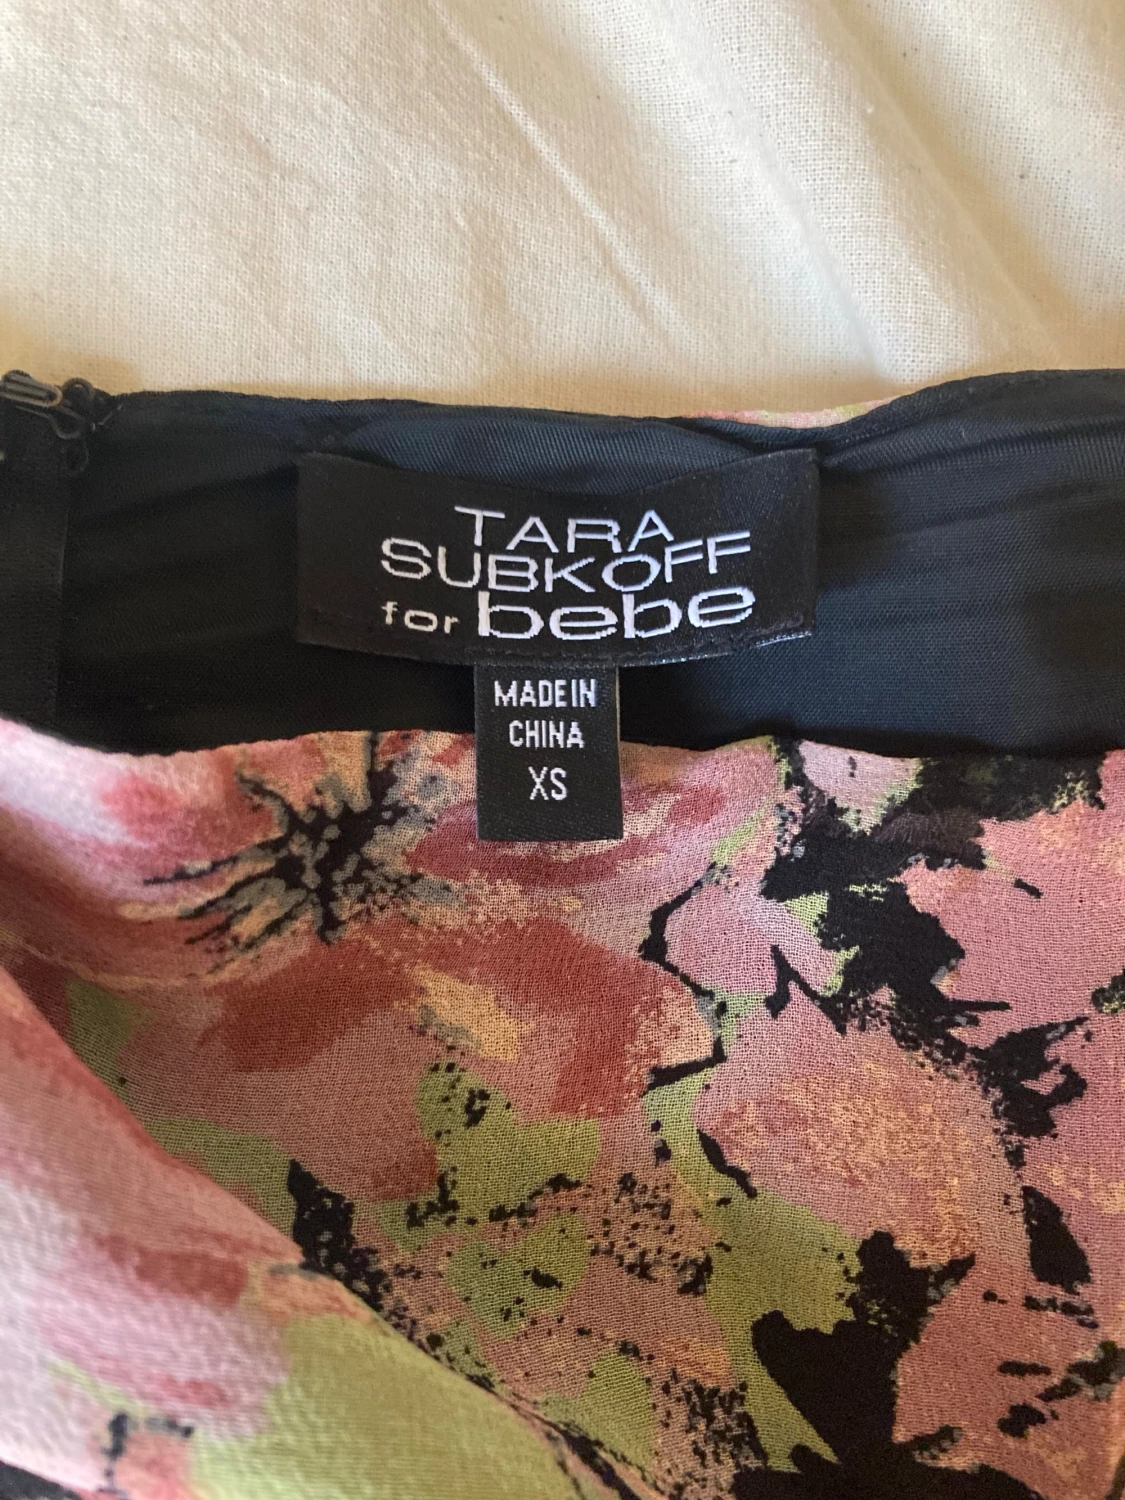 TARA
SUBKOFF
for bebe
MADE IN
CHINA
XS